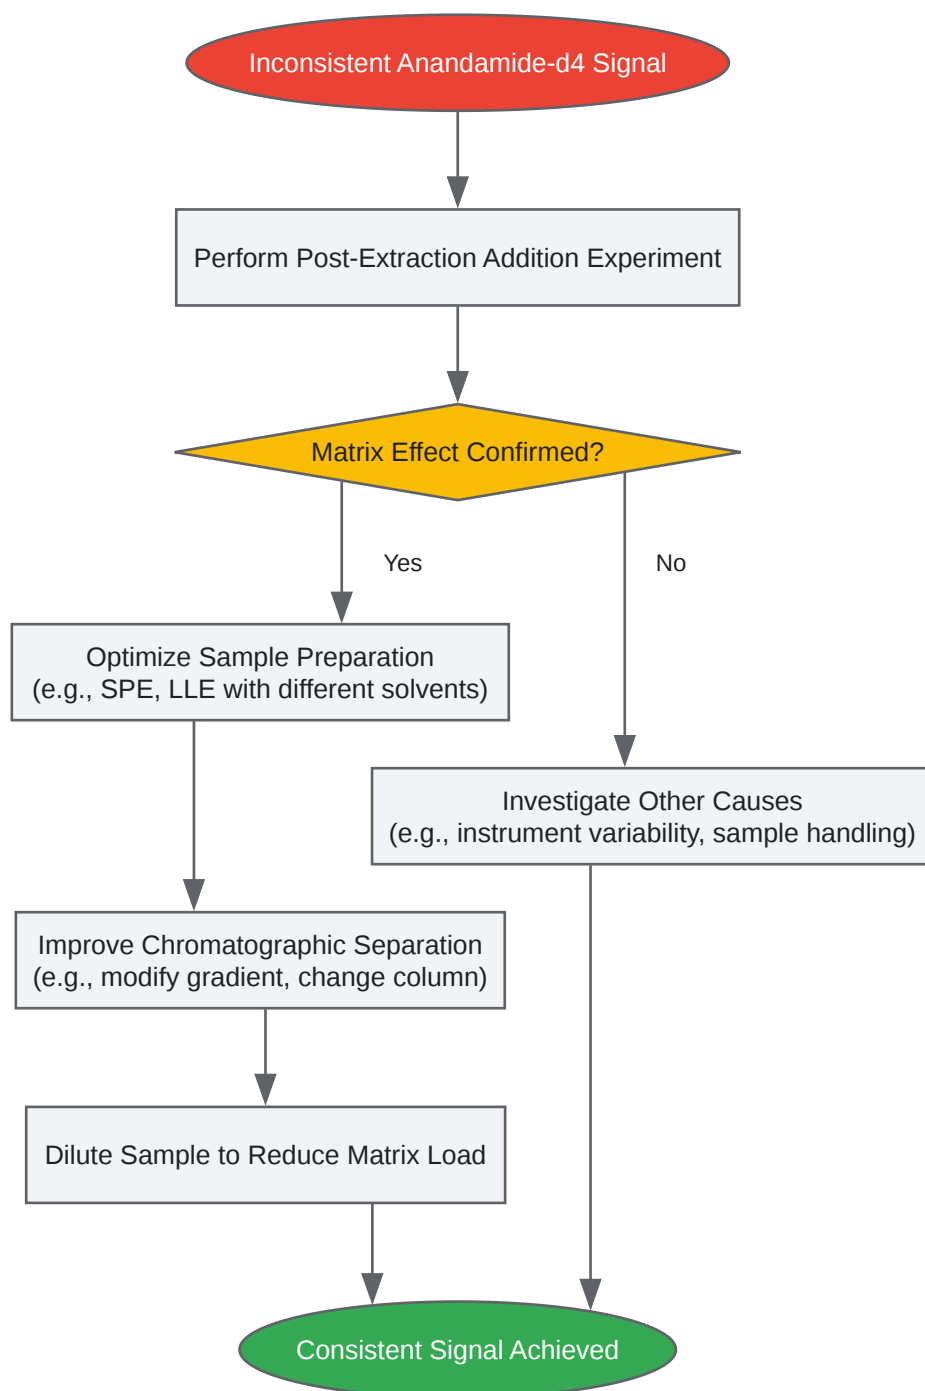 Inconsistent Anandamide-d4 Signal
Perform Post-Extraction Addition Experiment
Matrix Effect Confirmed?
Yes
No
Optimize Sample Preparation
(e.g., SPE, LLE with different solvents)
Investigate Other Causes
(e.g., instrument variability, sample handling)
Improve Chromatographic Separation
(e.g., modify gradient, change column)
Dilute Sample to Reduce Matrix Load
Consistent Signal Achieved